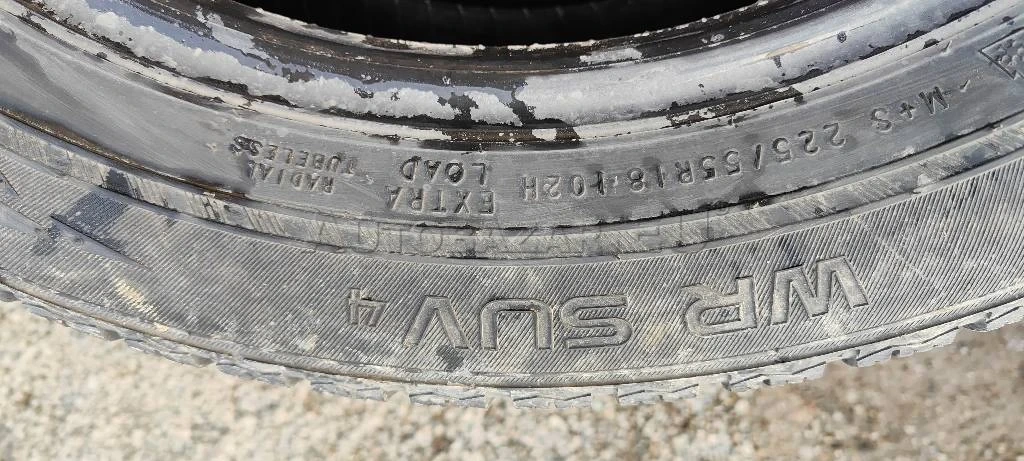 M+S 225/55R18 102H
EXTRA
LOAD
RADIAL
TUBELESS
WR SUV 4